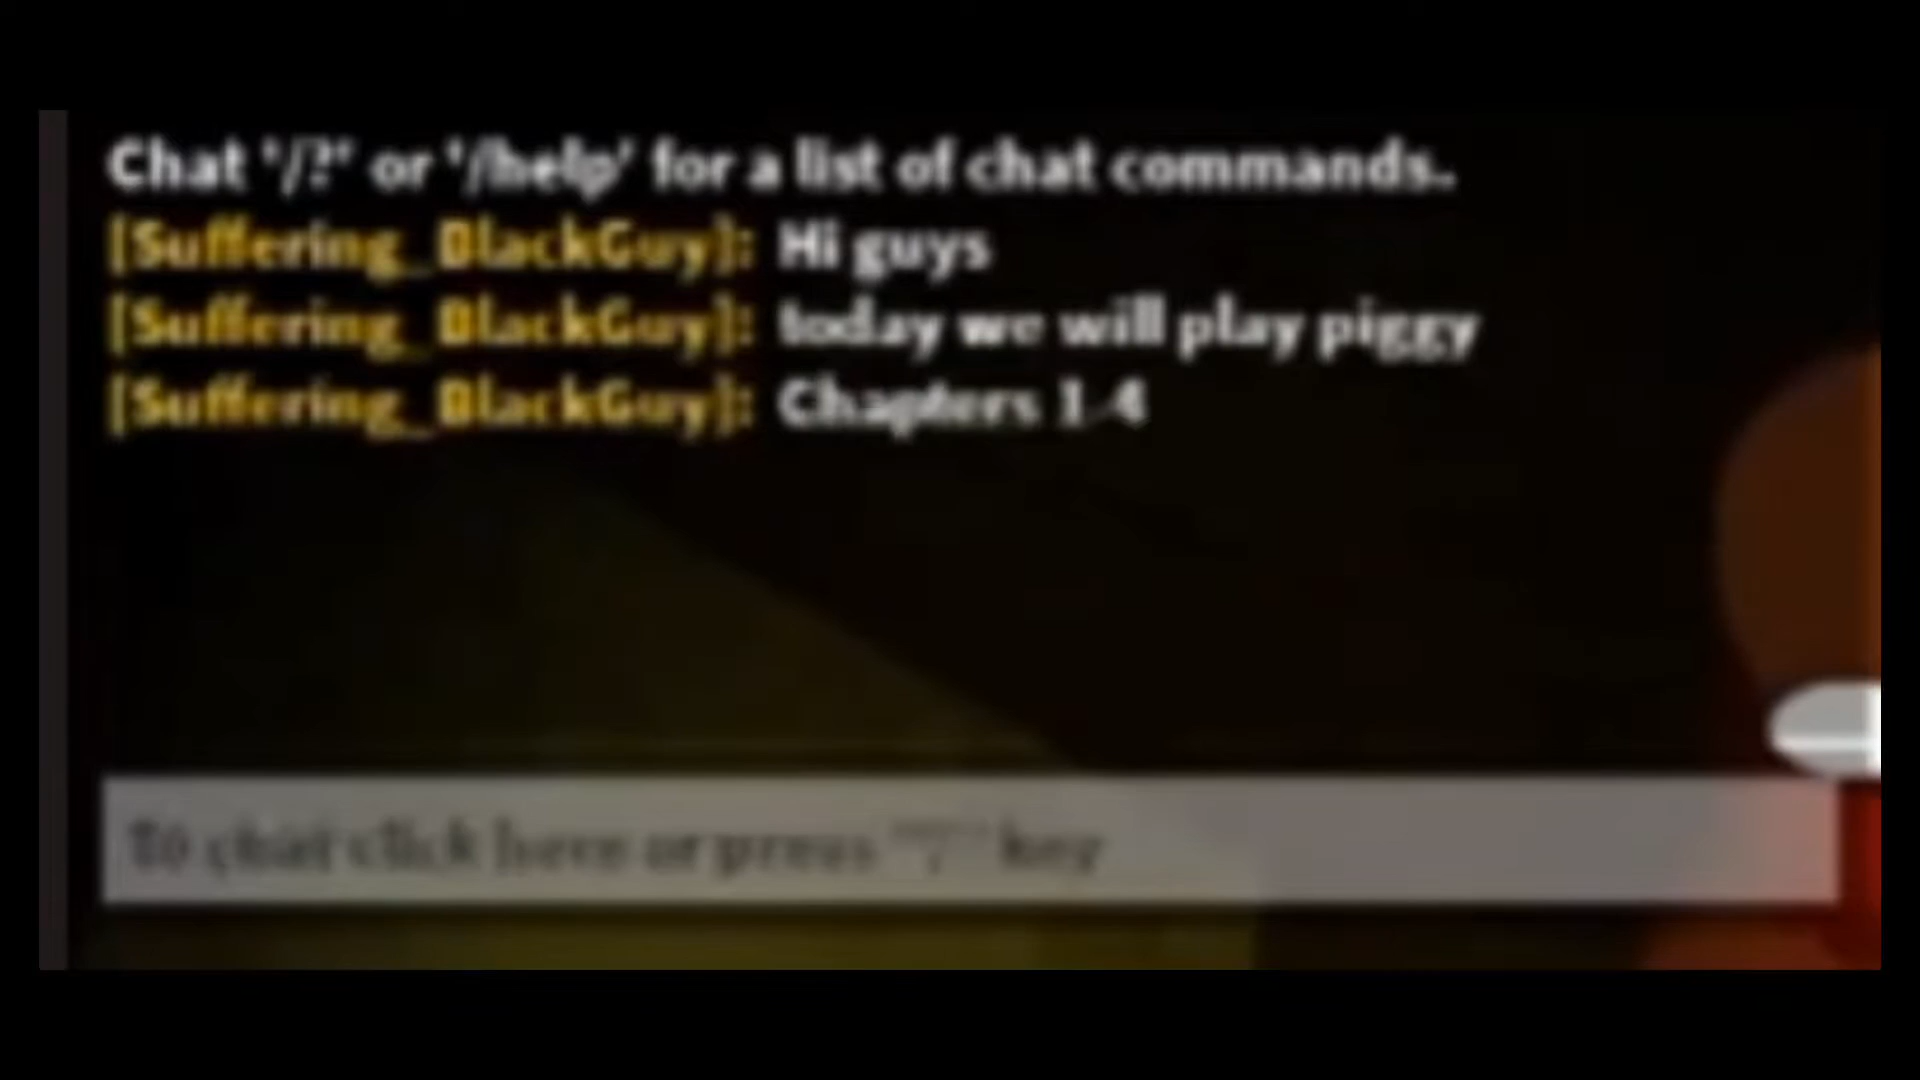 Chat '/?' or '/help' for a list of chat commands.
[Suffering_BlackGuy]: Hi guys
[Suffering_BlackGuy]: today we will play piggy
[Suffering_BlackGuy]: Chapters 1-4
To chat click here or press "/" key